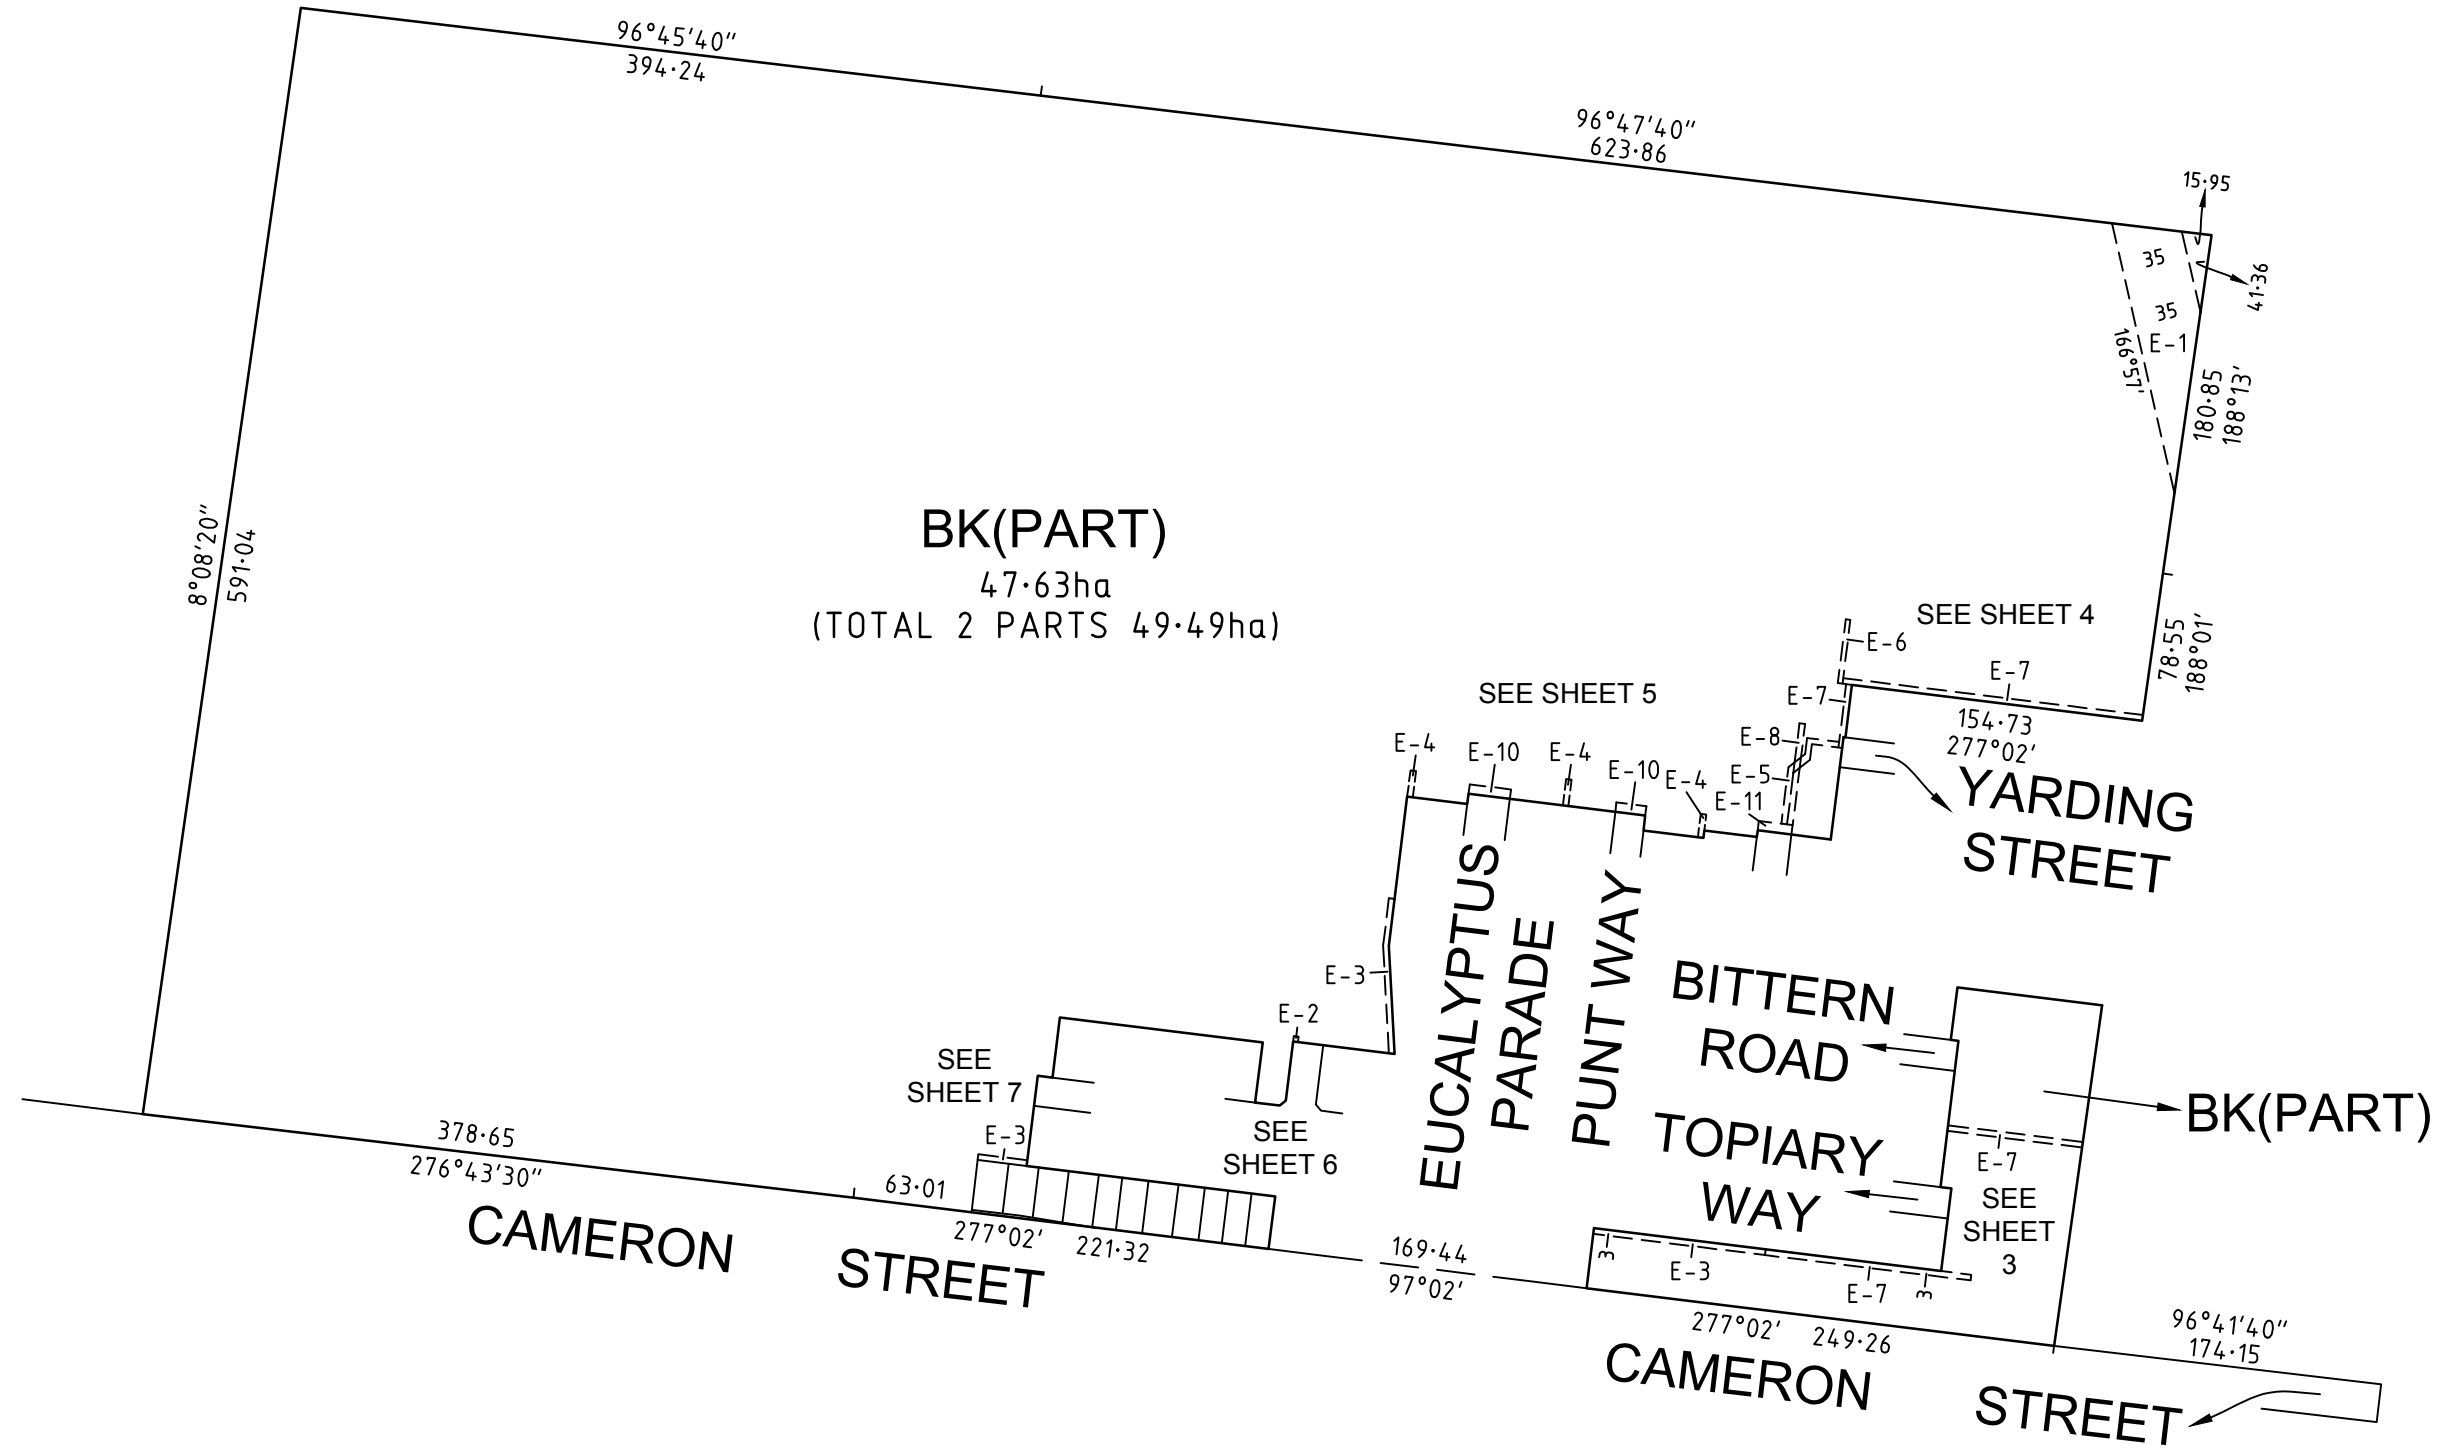 96°45'40"
394·24
96°47'40"
623·86
15·95
41·36
35
35
E-1
166°57'
180·85
188°13'
8°08'20"
591·04
BK(PART)
47·63ha
(TOTAL 2 PARTS 49·49ha)
SEE SHEET 4
78·55
188°01'
E-6
E-7
E-7
154·73
277°02'
SEE SHEET 5
E-4
E-10
E-4
E-10
E-4
E-11
E-8
E-5
YARDING
STREET
EUCALYPTUS
PARADE
PUNT WAY
E-3
E-2
BITTERN
ROAD
TOPIARY
WAY
BK(PART)
E-7
SEE
SHEET
3
SEE
SHEET 7
E-3
SEE
SHEET 6
378·65
276°43'30"
63·01
277°02'
221·32
CAMERON
STREET
169·44
97°02'
3
E-3
E-7
3
277°02'
249·26
CAMERON
STREET
96°41'40"
174·15